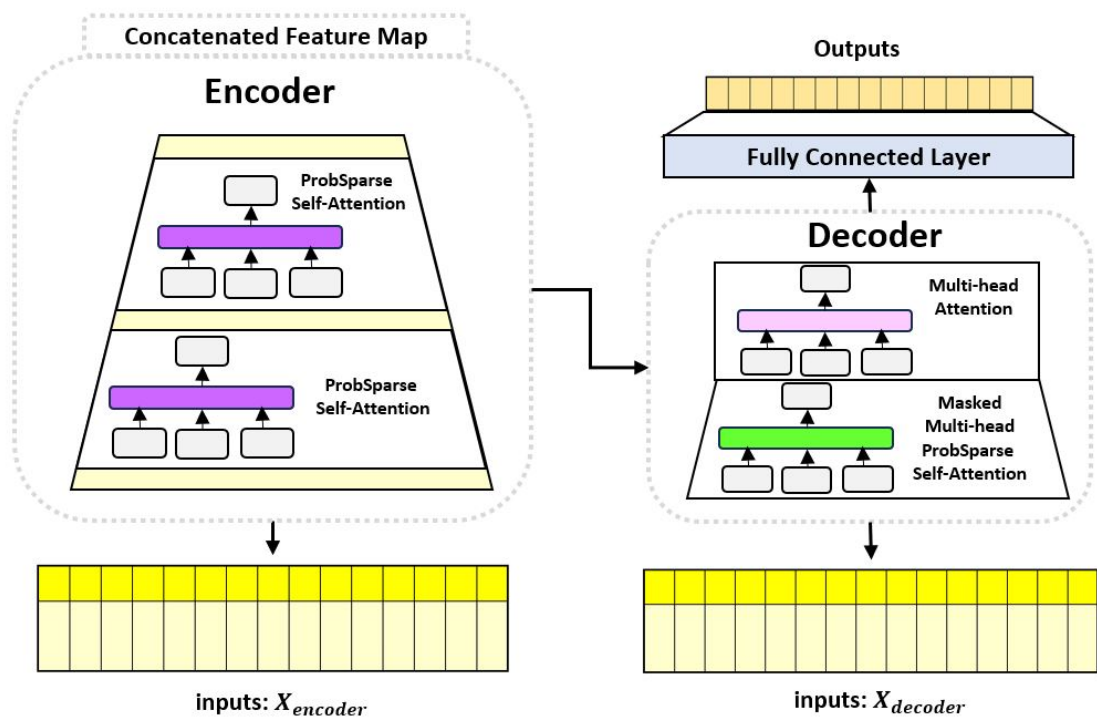 Concatenated Feature Map
Encoder
ProbSparse
Self-Attention
ProbSparse
Self-Attention
inputs: X_encoder
Outputs
Fully Connected Layer
Decoder
Multi-head
Attention
Masked
Multi-head
ProbSparse
Self-Attention
inputs: X_decoder